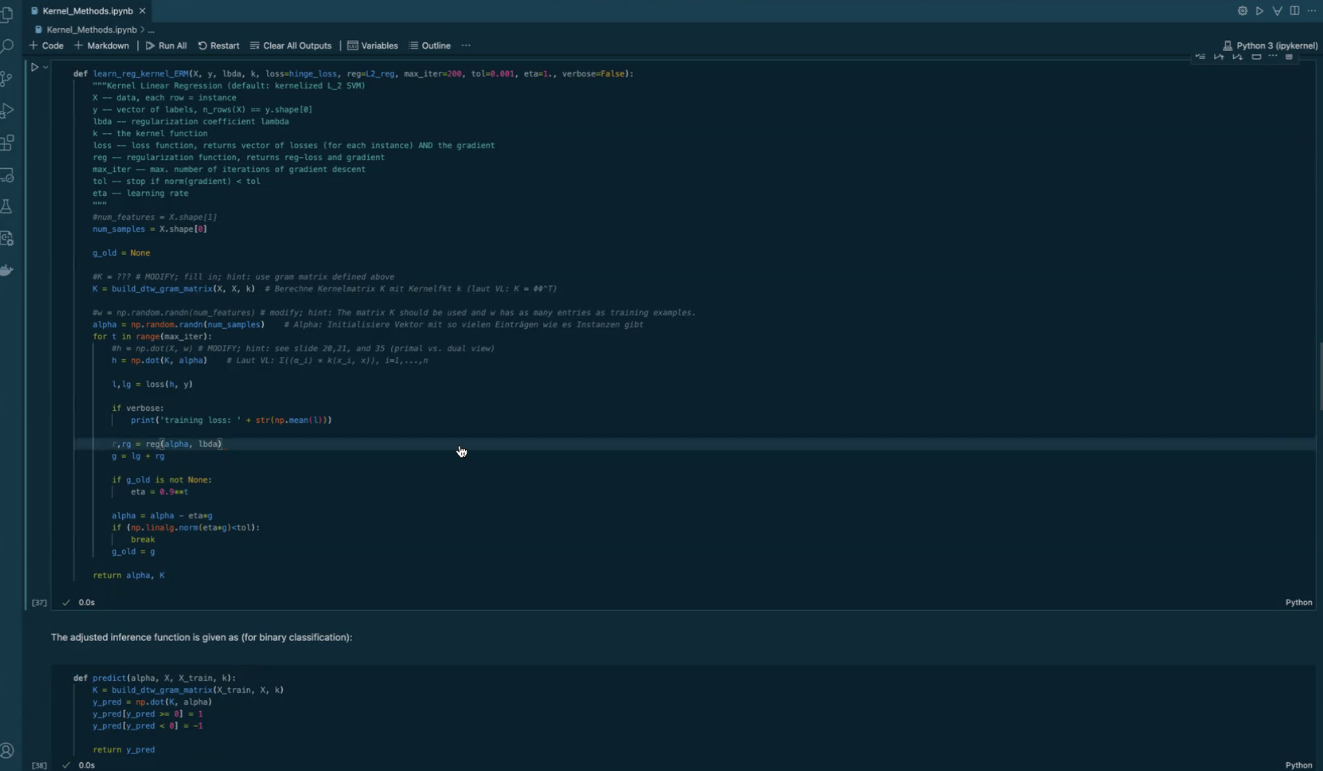 Kernel_Methods.ipynb
Kernel_Methods.ipynb > ...
+ Code + Markdown | Run All Restart Clear All Outputs | Variables Outline ...
Python 3 (ipykernel)
def learn_reg_kernel_ERM(X, y, lbda, k, loss=hinge_loss, reg=L2_reg, max_iter=200, tol=0.001, eta=1., verbose=False):
"""Kernel Linear Regression (default: kernelized L_2 SVM)
X -- data, each row = instance
y -- vector of labels, n_rows(X) == y.shape[0]
lbda -- regularization coefficient lambda
k -- the kernel function
loss -- loss function, returns vector of losses (for each instance) AND the gradient
reg -- regularization function, returns reg-loss and gradient
max_iter -- max. number of iterations of gradient descent
tol -- stop if norm(gradient) < tol
eta -- learning rate
"""
#num_features = X.shape[1]
num_samples = X.shape[0]
g_old = None
#K = ??? # MODIFY; fill in; hint: use gram matrix defined above
K = build_dtw_gram_matrix(X, X, k) # Berechne Kernelmatrix K mit Kernelfkt k (laut VL: K = ΦΦ^T)
#w = np.random.randn(num_features) # modify; hint: The matrix K should be used and w has as many entries as training examples.
alpha = np.random.randn(num_samples) # Alpha: Initialisiere Vektor mit so vielen Einträgen wie es Instanzen gibt
for t in range(max_iter):
#h = np.dot(X, w) # MODIFY; hint: see slide 20,21, and 35 (primal vs. dual view)
h = np.dot(K, alpha) # Laut VL: Σ((α_i) * k(x_i, x)), i=1,...,n
l,lg = loss(h, y)
if verbose:
print('training loss: ' + str(np.mean(l)))
r,rg = reg(alpha, lbda)
g = lg + rg
if g_old is not None:
eta = 0.9**t
alpha = alpha - eta*g
if (np.linalg.norm(eta*g)<tol):
break
g_old = g
return alpha, K
[37] 0.0s Python
The adjusted inference function is given as (for binary classification):
def predict(alpha, X, X_train, k):
K = build_dtw_gram_matrix(X_train, X, k)
y_pred = np.dot(K, alpha)
y_pred[y_pred >= 0] = 1
y_pred[y_pred < 0] = -1
return y_pred
[38] 0.0s Python